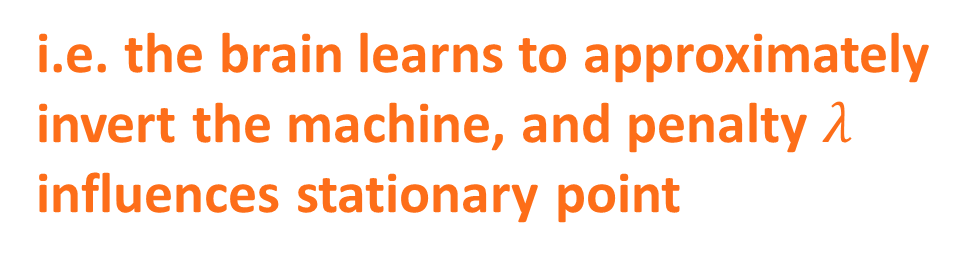 i.e. the brain learns to approximately
invert the machine, and penalty 𝜆
influences stationary point